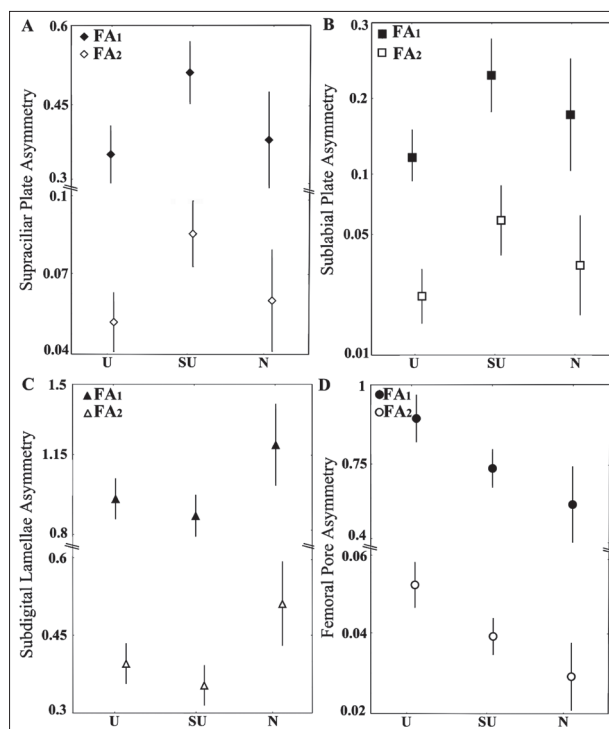 A
FA1
FA2
Supraciliar Plate Asymmetry
0.45
0.3
0.1
0.07
0.04
U SU N
B
FA1
FA2
Sublabial Plate Asymmetry
0.3
0.2
0.1
0.05
0.01
U SU N
C
FA1
FA2
Subdigital Lamellae Asymmetry
1.5
1.15
0.8
0.6
0.45
0.3
U SU N
D
FA1
FA2
Femoral Pore Asymmetry
1
0.75
0.4
0.06
0.04
0.02
U SU N